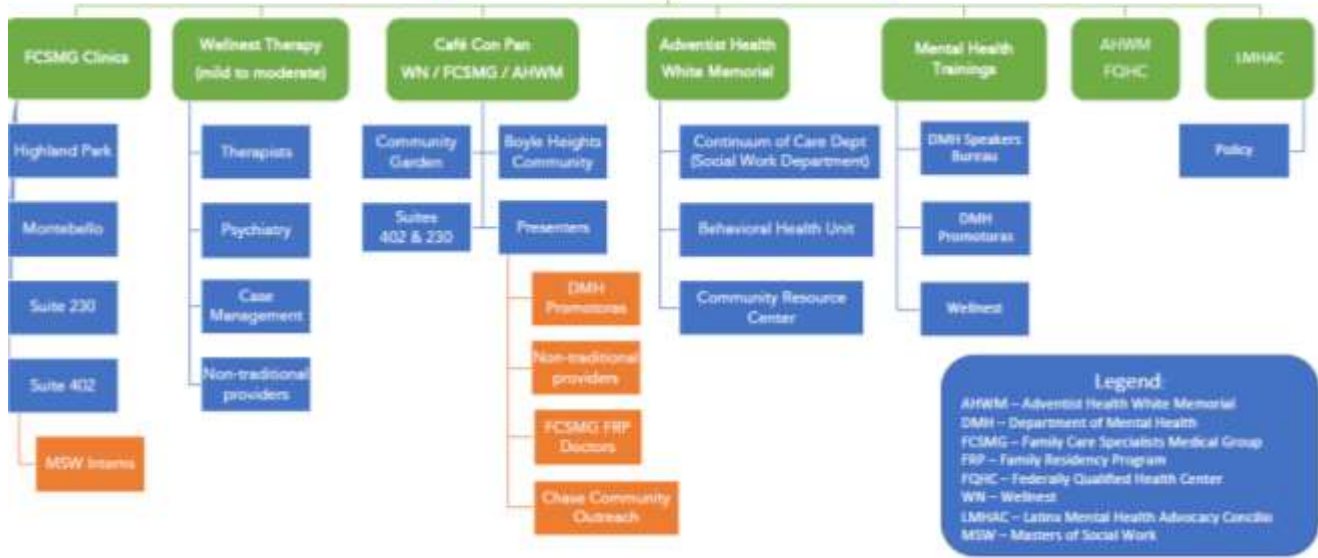 FCSMG Clinics
Wellnest Therapy
(mild to moderate)
Café Con Pan
WN / FCSMG / AHWM
Adventist Health
White Memorial
Mental Health
Trainings
AHWM
FQHC
LMHAC
Highland Park
Montebello
Suite 230
Suite 402
MSW Interns
Therapists
Psychiatry
Case
Management
Non-traditional
providers
Community
Garden
Boyle Heights
Community
Suites
402 & 230
Presenters
DMH
Promotoras
Non-traditional
providers
FCSMG FRP
Doctors
Chase Community
Outreach
Continuum of Care Dept
(Social Work Department)
Behavioral Health Unit
Community Resource
Center
DMH Speakers
Bureau
DMH
Promotoras
Wellnest
Policy
Legend:
AHWM – Adventist Health White Memorial
DMH – Department of Mental Health
FCSMG – Family Care Specialists Medical Group
FRP – Family Residency Program
FQHC – Federally Qualified Health Center
WN – Wellnest
LMHAC – Latinx Mental Health Advocacy Concilio
MSW – Masters of Social Work